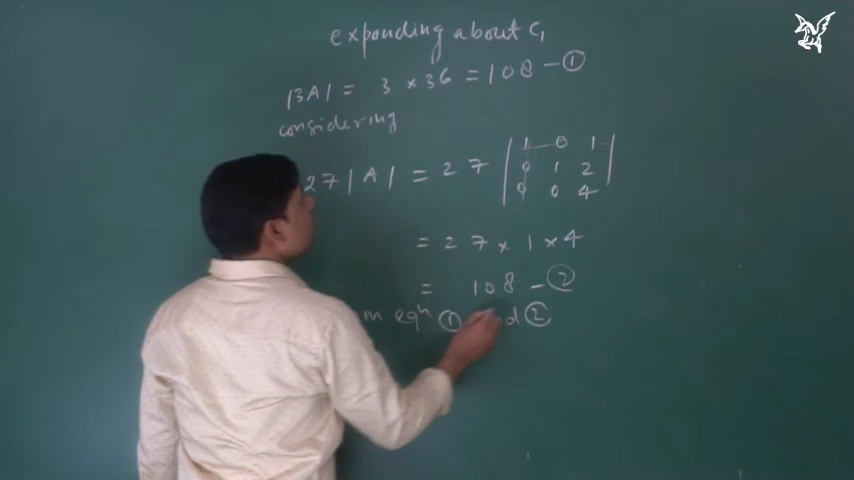 expanding about C₁
|3A| = 3 × 36 = 108 — ①
considering
27 |A| = 27 | 1 0 1 |
| 0 1 2 |
| 0 0 4 |
= 27 × 1 × 4
= 108 — ②
eqⁿ ① ②